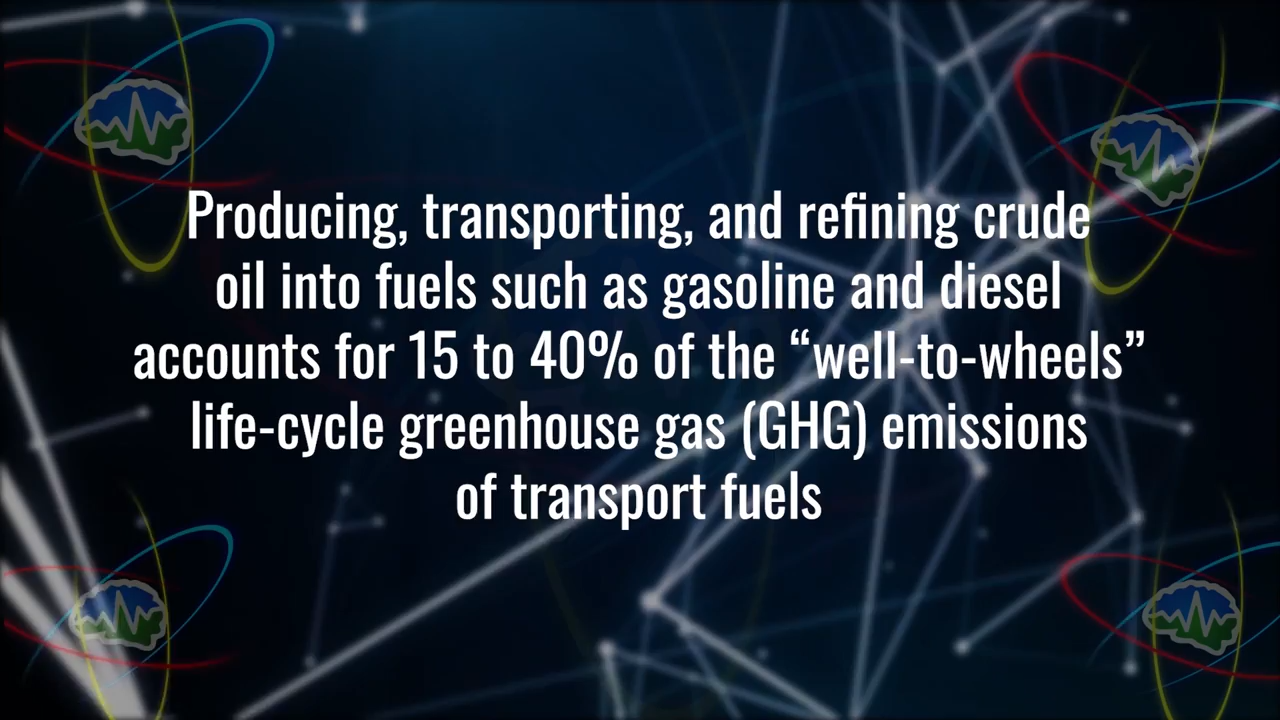 Producing, transporting, and refining crude
oil into fuels such as gasoline and diesel
accounts for 15 to 40% of the “well-to-wheels”
life-cycle greenhouse gas (GHG) emissions
of transport fuels